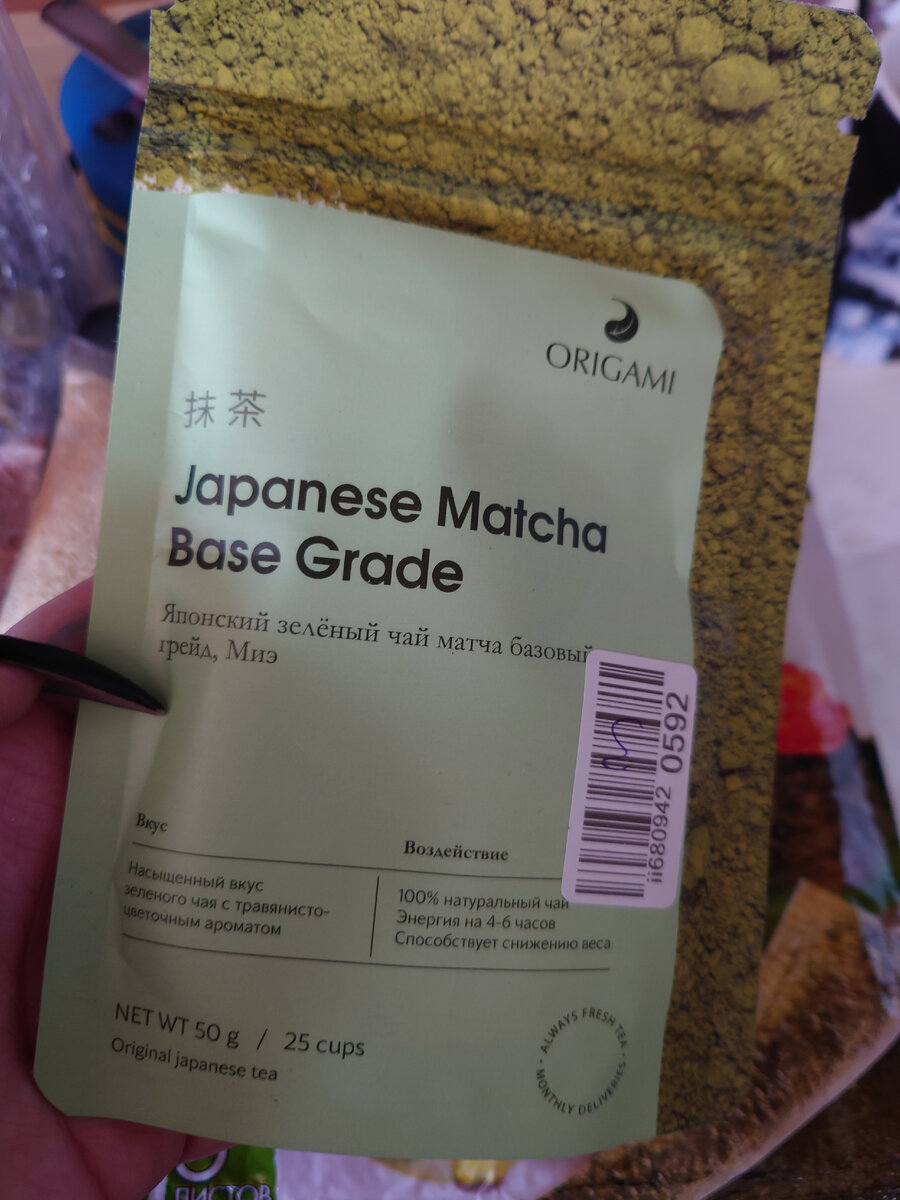 ORIGAMI
抹茶
Japanese Matcha
Base Grade
Японский зелёный чай матча базовый
грейд, Миэ
ii680942 0592
Вкус
Насыщенный вкус
зеленого чая с травянисто-
цветочным ароматом
Воздействие
100% натуральный чай
Энергия на 4-6 часов
Способствует снижению веса
NET WT 50 g / 25 cups
Original japanese tea
ALWAYS FRESH TEA - MONTHLY DELIVERIES -
ЛИСТОВ